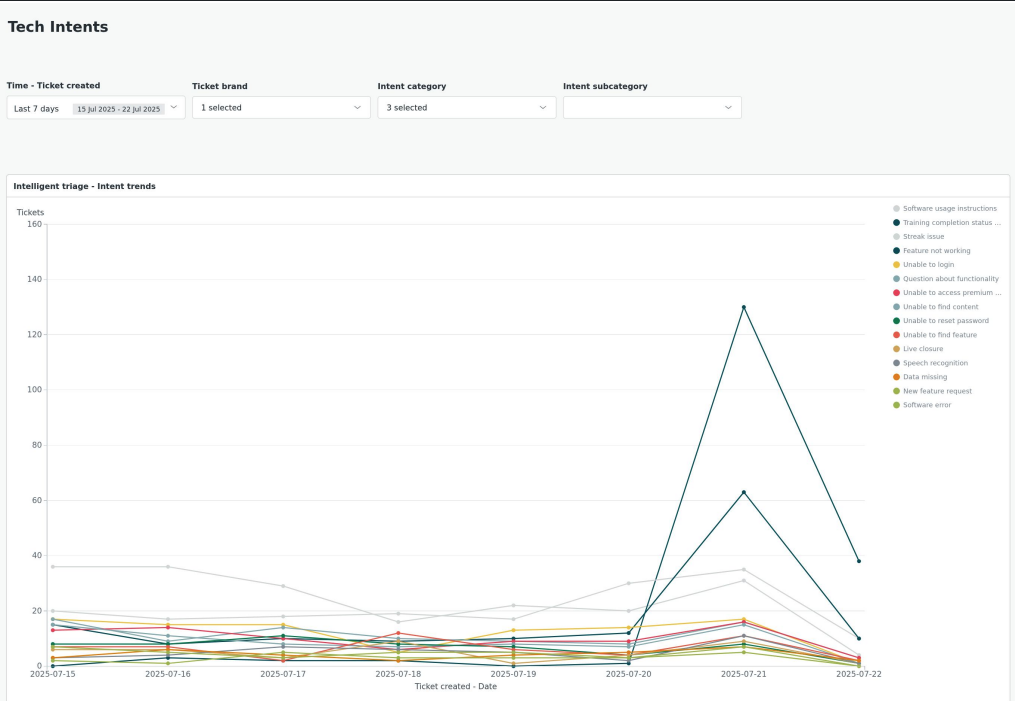 Tech Intents
Time - Ticket created
Ticket brand
Intent category
Intent subcategory
Last 7 days 15 Jul 2025 - 22 Jul 2025
1 selected
3 selected
Intelligent triage - Intent trends
Tickets
160
140
120
100
80
60
40
20
0
2025-07-15 2025-07-16 2025-07-17 2025-07-18 2025-07-19 2025-07-20 2025-07-21 2025-07-22
Ticket created - Date
Software usage instructions
Training completion status ...
Streak issue
Feature not working
Unable to login
Question about functionality
Unable to access premium ...
Unable to find content
Unable to reset password
Unable to find feature
Live closure
Speech recognition
Data missing
New feature request
Software error